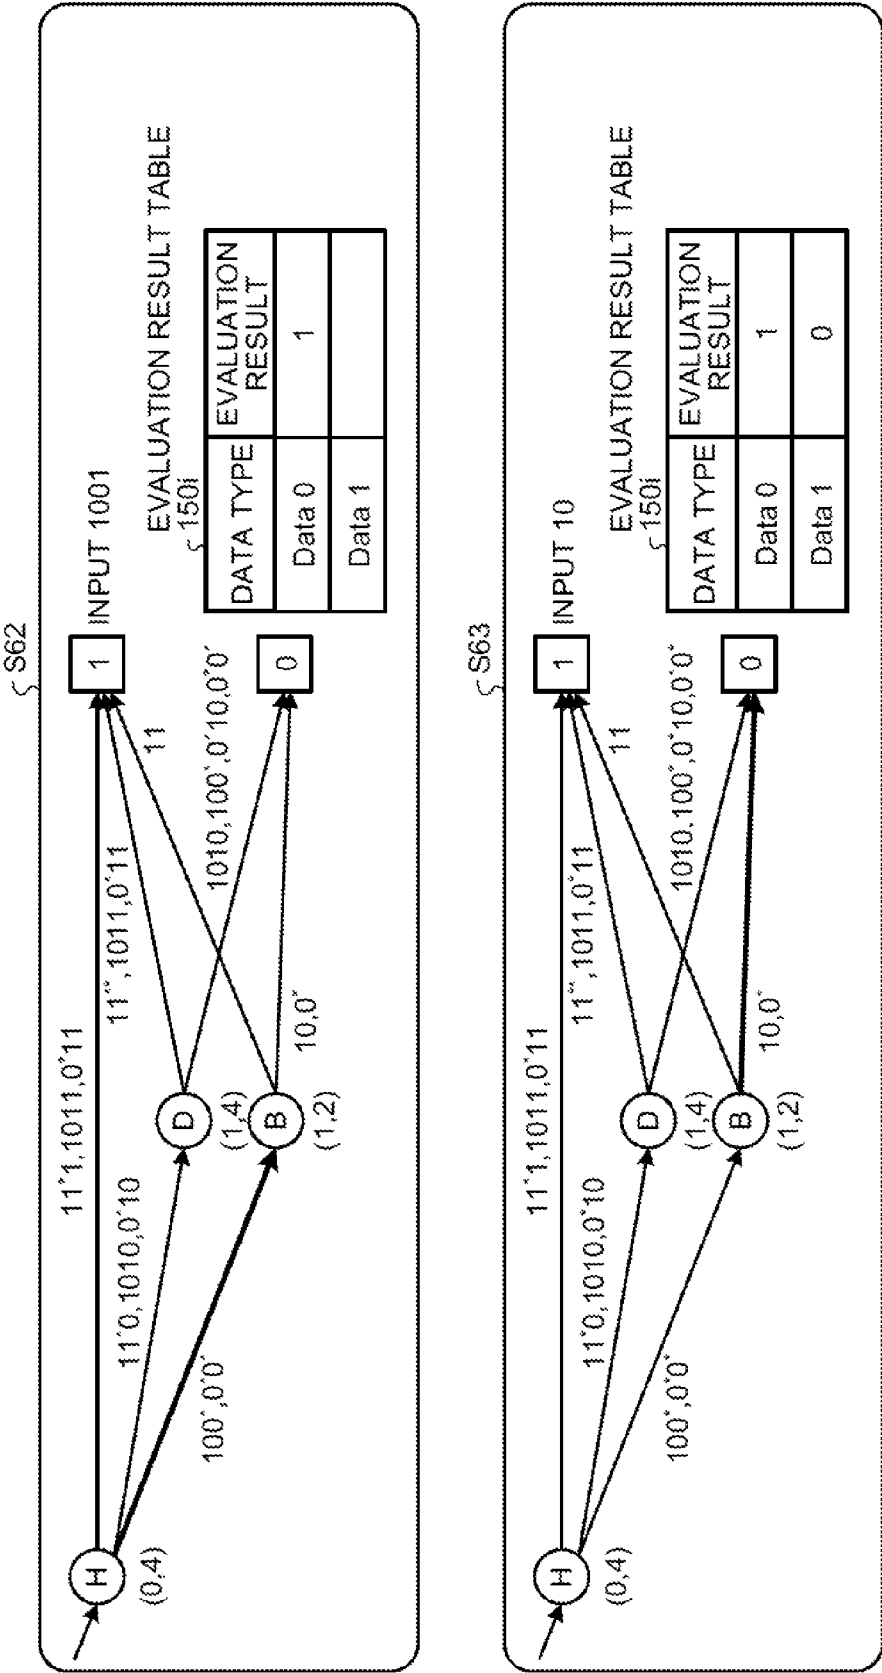 S62
INPUT 1001
EVALUATION RESULT TABLE
150i
DATA TYPE
EVALUATION
RESULT
Data 0
1
Data 1
H
(0,4)
11*1,1011,0*11
11*0,1010,0*10
100*,0*0*
D
(1,4)
B
(1,2)
11**,1011,0*11
11
1010,100*,0*10,0*0*
10,0*
1
0
S63
INPUT 10
EVALUATION RESULT TABLE
150i
DATA TYPE
EVALUATION
RESULT
Data 0
1
Data 1
0
H
(0,4)
11*1,1011,0*11
11*0,1010,0*10
100*,0*0*
D
(1,4)
B
(1,2)
11**,1011,0*11
11
1010,100*,0*10,0*0*
10,0*
1
0